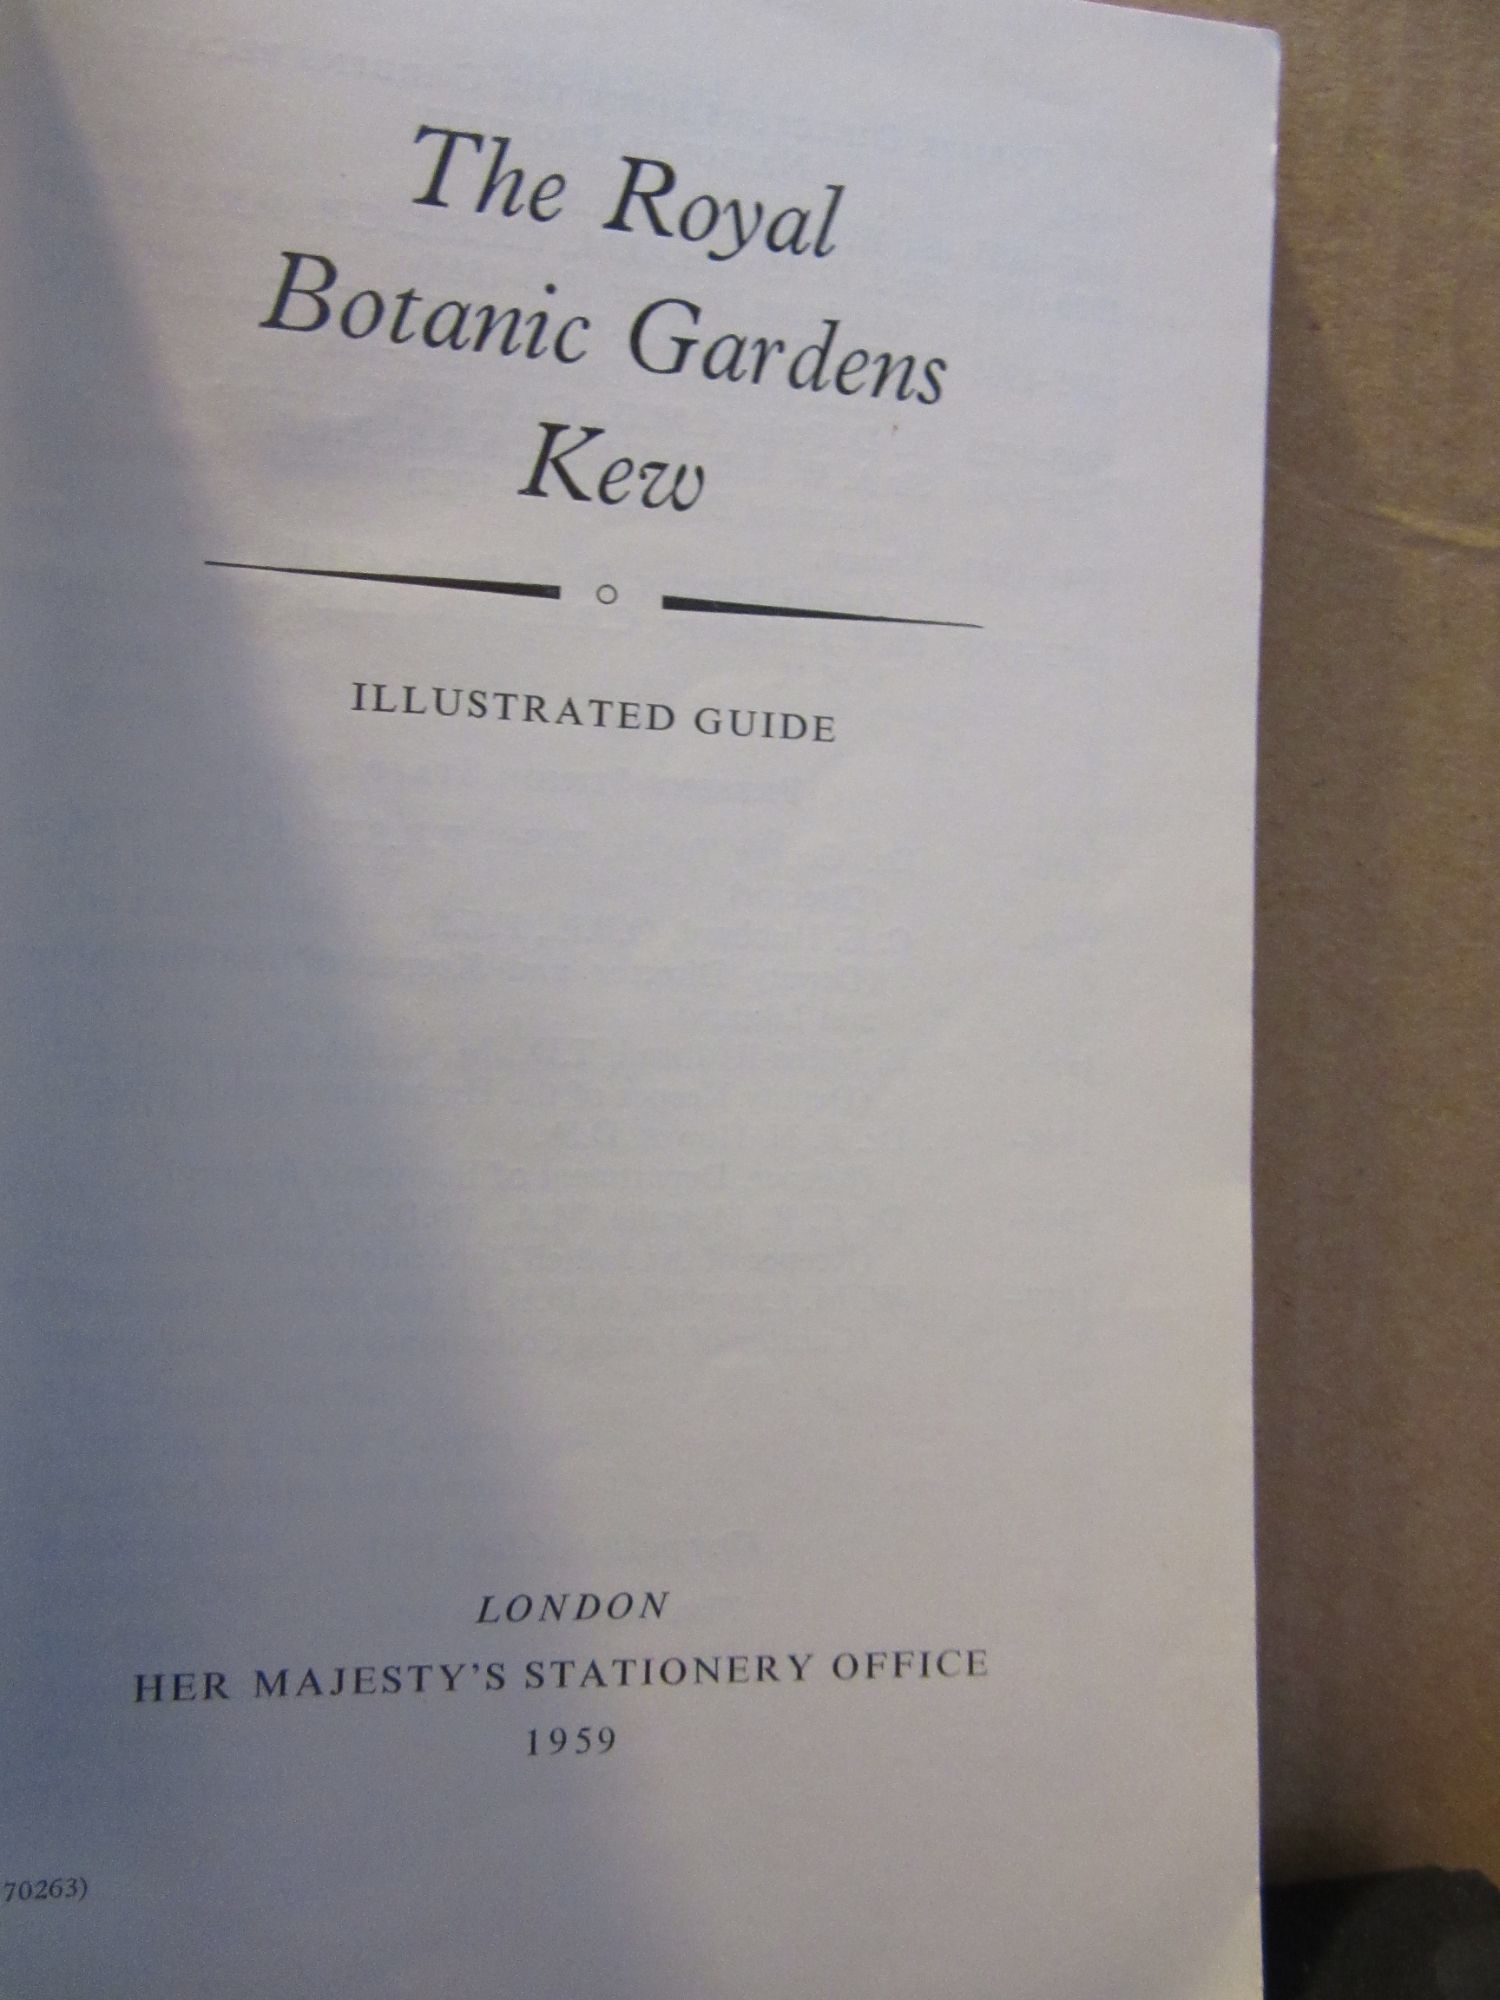 The Royal
Botanic Gardens
Kew
ILLUSTRATED GUIDE
LONDON
HER MAJESTY'S STATIONERY OFFICE
1959
70263)